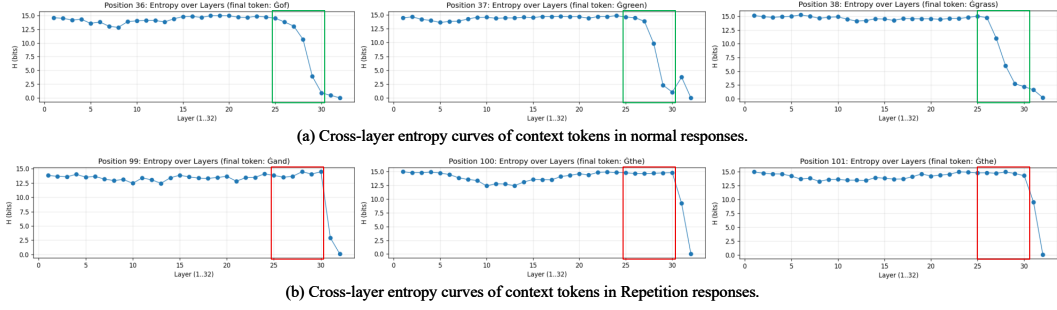 Position 36: Entropy over Layers (final token: Ġof)
H (bits)
15.0
12.5
10.0
7.5
5.0
2.5
0.0
0 5 10 15 20 25 30
Layer (1..32)
Position 37: Entropy over Layers (final token: Ġgreen)
H (bits)
15.0
12.5
10.0
7.5
5.0
2.5
0.0
0 5 10 15 20 25 30
Layer (1..32)
Position 38: Entropy over Layers (final token: Ġgrass)
H (bits)
15.0
12.5
10.0
7.5
5.0
2.5
0.0
0 5 10 15 20 25 30
Layer (1..32)
(a) Cross-layer entropy curves of context tokens in normal responses.
Position 99: Entropy over Layers (final token: Ġand)
H (bits)
15.0
12.5
10.0
7.5
5.0
2.5
0.0
0 5 10 15 20 25 30
Layer (1..32)
Position 100: Entropy over Layers (final token: Ġthe)
H (bits)
15.0
12.5
10.0
7.5
5.0
2.5
0.0
0 5 10 15 20 25 30
Layer (1..32)
Position 101: Entropy over Layers (final token: Ġthe)
H (bits)
15.0
12.5
10.0
7.5
5.0
2.5
0.0
0 5 10 15 20 25 30
Layer (1..32)
(b) Cross-layer entropy curves of context tokens in Repetition responses.